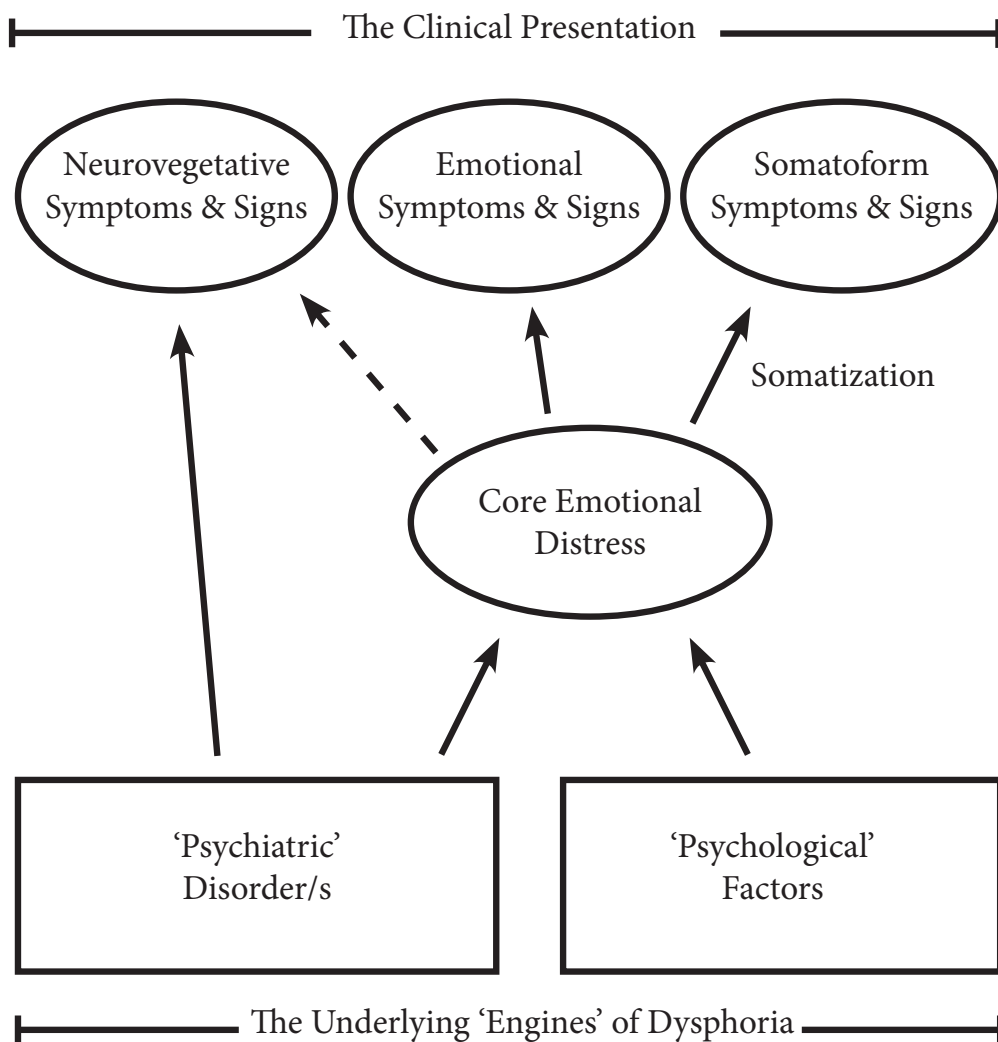 The Clinical Presentation
Neurovegetative
Symptoms & Signs
Emotional
Symptoms & Signs
Somatoform
Symptoms & Signs
Somatization
Core Emotional
Distress
‘Psychiatric’
Disorder/s
‘Psychological’
Factors
The Underlying ‘Engines’ of Dysphoria